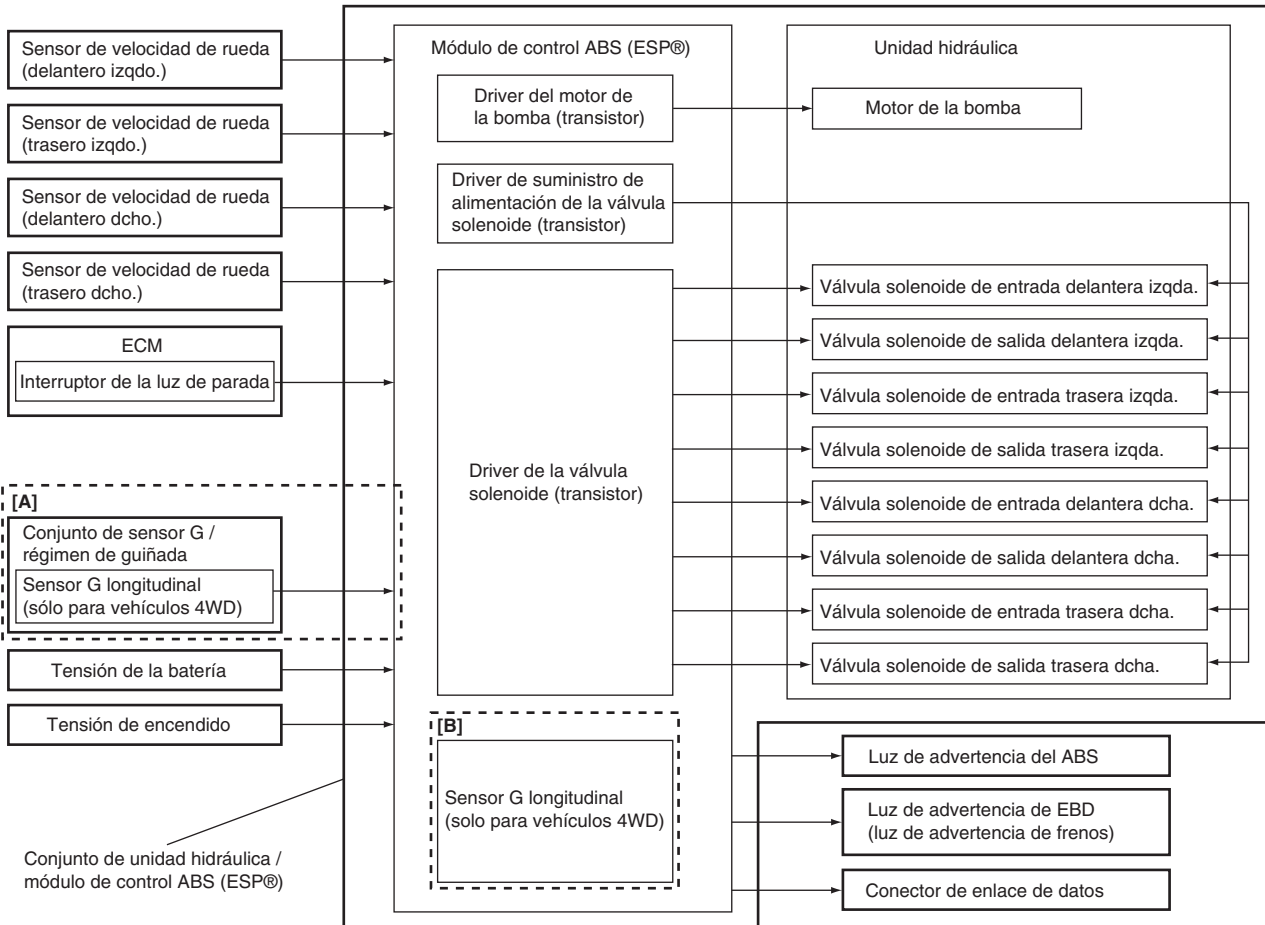 Sensor de velocidad de rueda
(delantero izqdo.)
Sensor de velocidad de rueda
(trasero izqdo.)
Sensor de velocidad de rueda
(delantero dcho.)
Sensor de velocidad de rueda
(trasero dcho.)
ECM
Interruptor de la luz de parada
[A]
Conjunto de sensor G /
régimen de guiñada
Sensor G longitudinal
(sólo para vehículos 4WD)
Tensión de la batería
Tensión de encendido
Conjunto de unidad hidráulica /
módulo de control ABS (ESP®)
Módulo de control ABS (ESP®)
Driver del motor de
la bomba (transistor)
Driver de suministro de
alimentación de la válvula
solenoide (transistor)
Driver de la válvula
solenoide (transistor)
[B]
Sensor G longitudinal
(solo para vehículos 4WD)
Unidad hidráulica
Motor de la bomba
Válvula solenoide de entrada delantera izqda.
Válvula solenoide de salida delantera izqda.
Válvula solenoide de entrada trasera izqda.
Válvula solenoide de salida trasera izqda.
Válvula solenoide de entrada delantera dcha.
Válvula solenoide de salida delantera dcha.
Válvula solenoide de entrada trasera dcha.
Válvula solenoide de salida trasera dcha.
Luz de advertencia del ABS
Luz de advertencia de EBD
(luz de advertencia de frenos)
Conector de enlace de datos